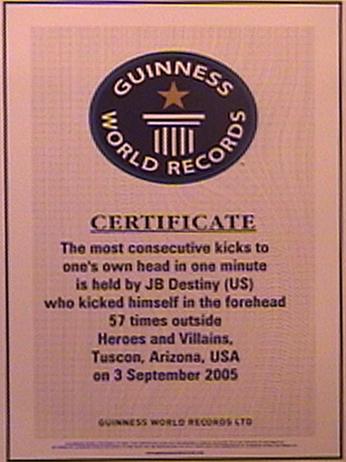 GUINNESS
WORLD RECORDS
CERTIFICATE
The most consecutive kicks to
one's own head in one minute
is held by JB Destiny (US)
who kicked himself in the forehead
57 times outside
Heroes and Villains,
Tuscon, Arizona, USA
on 3 September 2005
GUINNESS WORLD RECORDS LTD